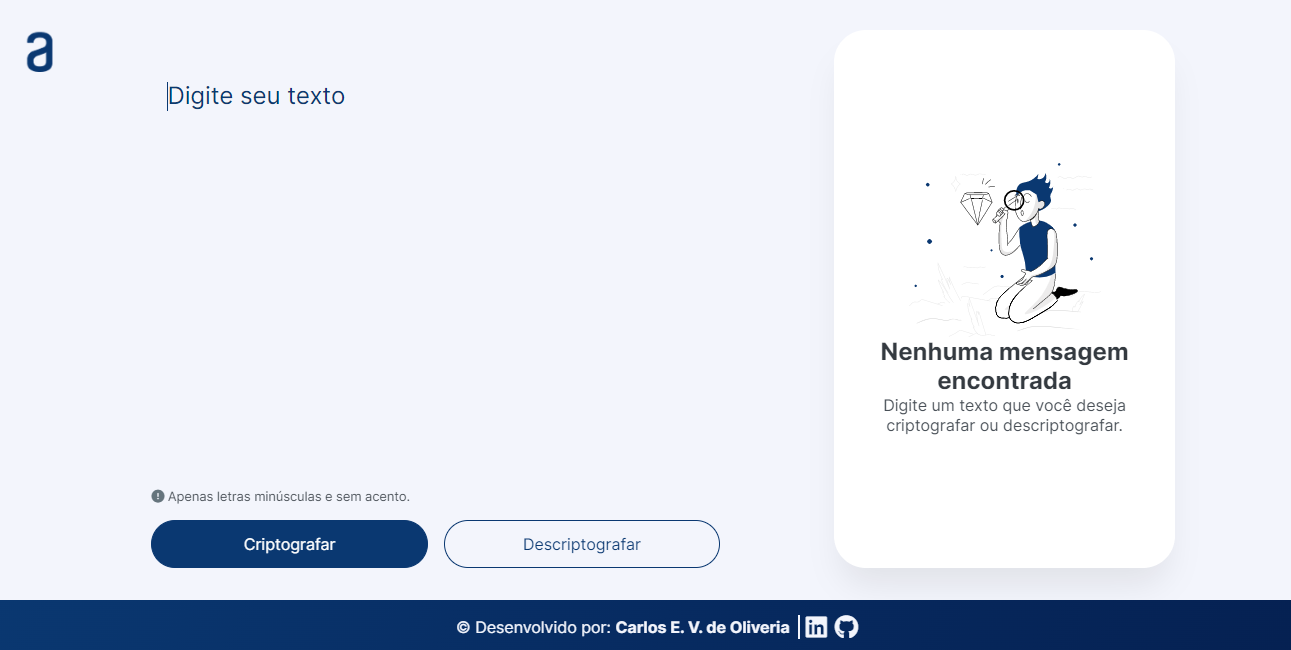 a
Digite seu texto
Nenhuma mensagem
encontrada
Digite um texto que você deseja
criptografar ou descriptografar.
Apenas letras minúsculas e sem acento.
Criptografar
Descriptografar
© Desenvolvido por: Carlos E. V. de Oliveria
in